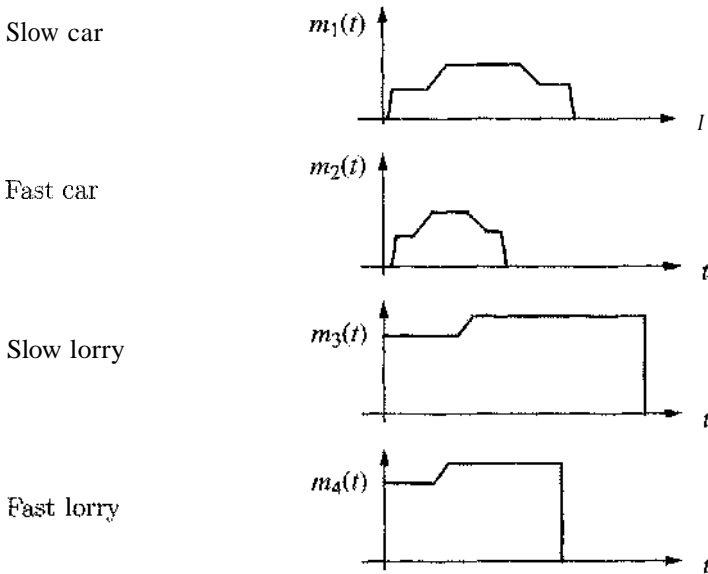 Slow car
m₁(t)
I
Fast car
m₂(t)
t
Slow lorry
m₃(t)
t
Fast lorry
m₄(t)
t